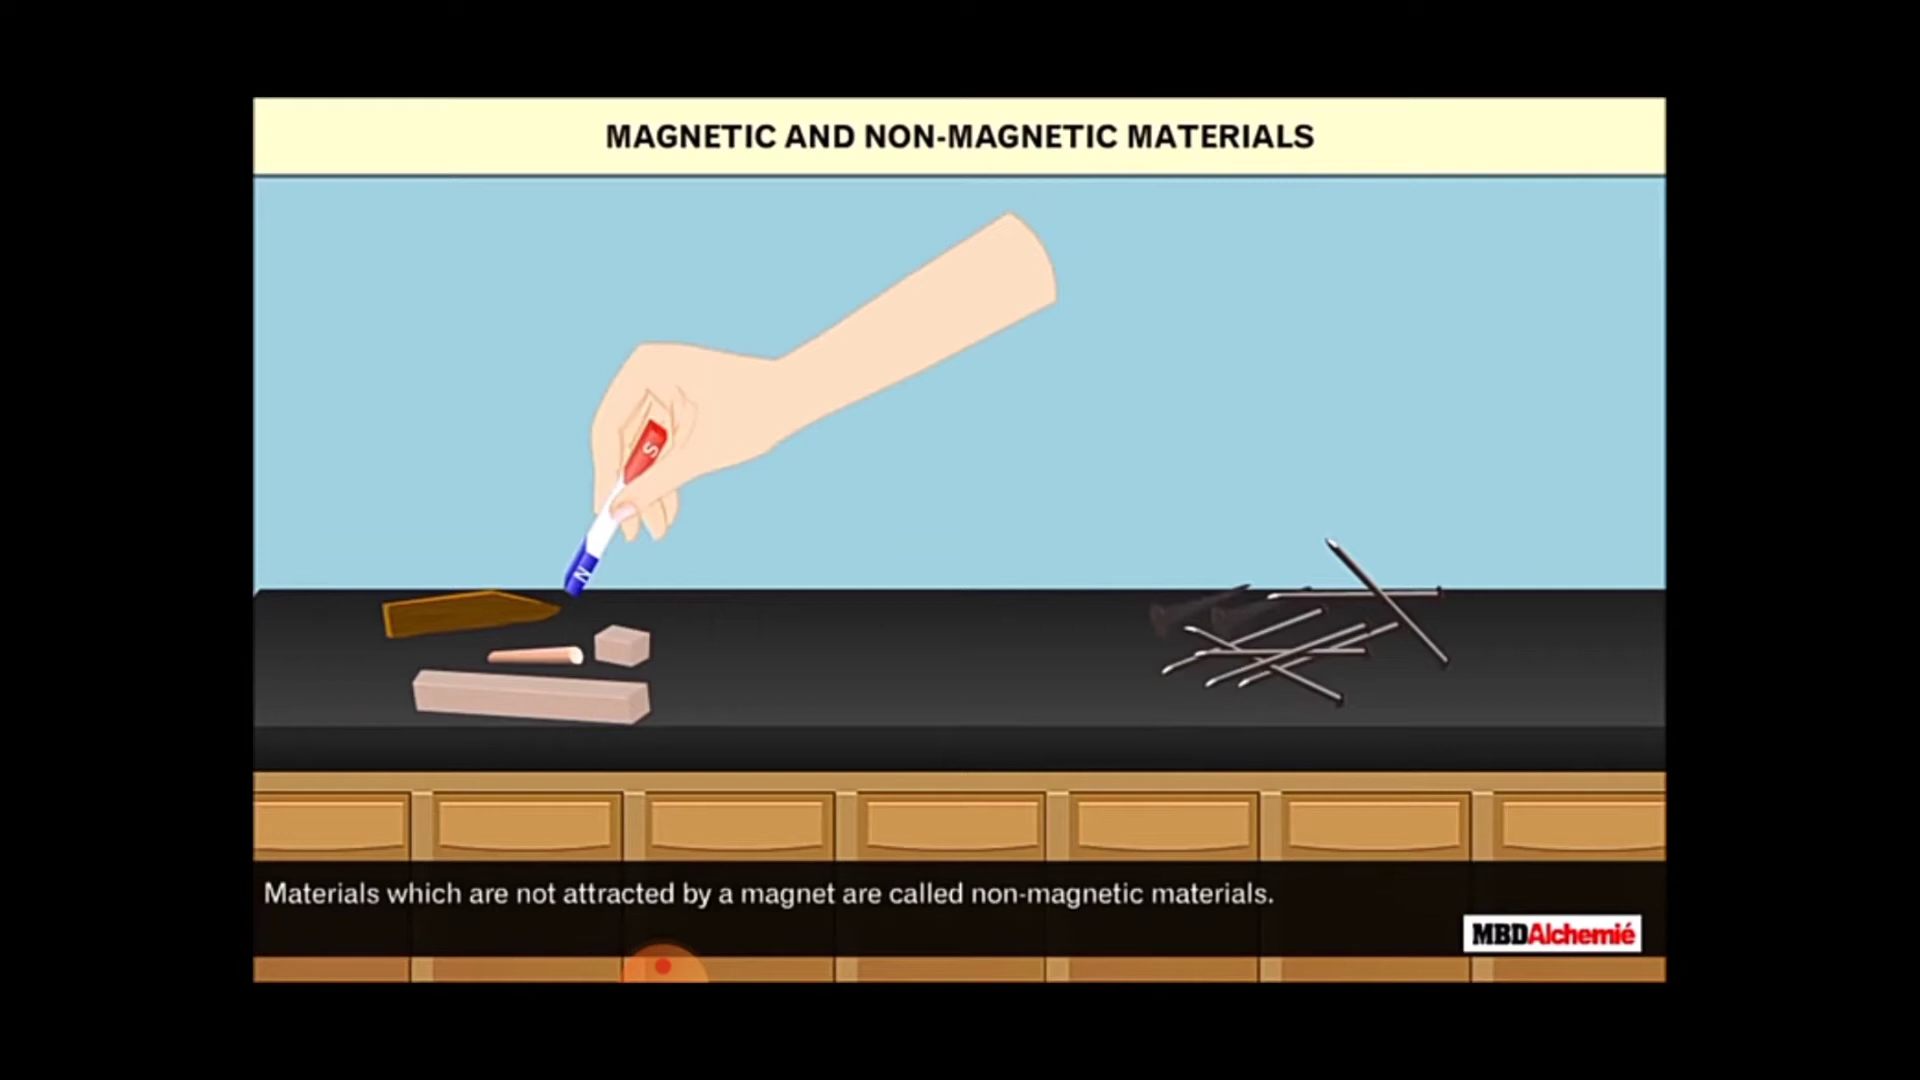 MAGNETIC AND NON-MAGNETIC MATERIALS
S
N
Materials which are not attracted by a magnet are called non-magnetic materials.
MBDAlchemié